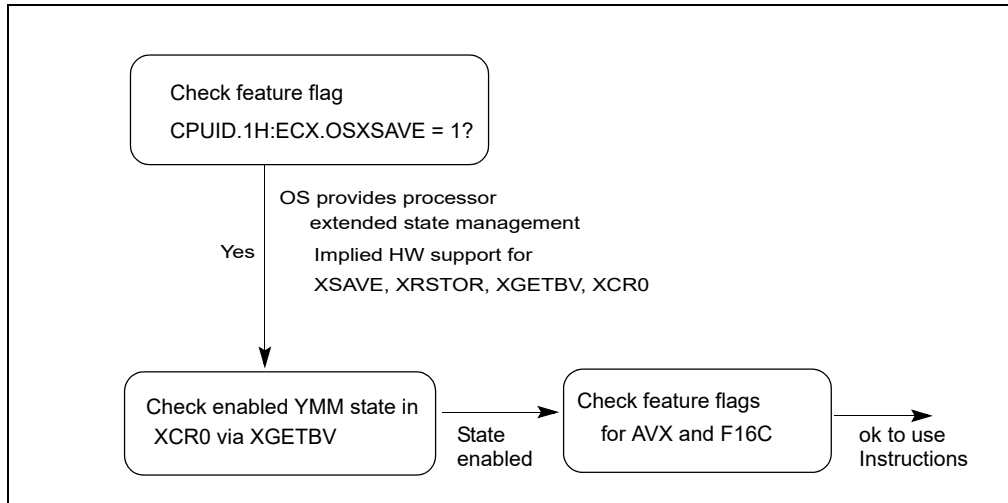 Check feature flag
CPUID.1H:ECX.OSXSAVE = 1?
OS provides processor
extended state management
Yes
Implied HW support for
XSAVE, XRSTOR, XGETBV, XCR0
Check enabled YMM state in
XCR0 via XGETBV
State
enabled
Check feature flags
for AVX and F16C
ok to use
Instructions